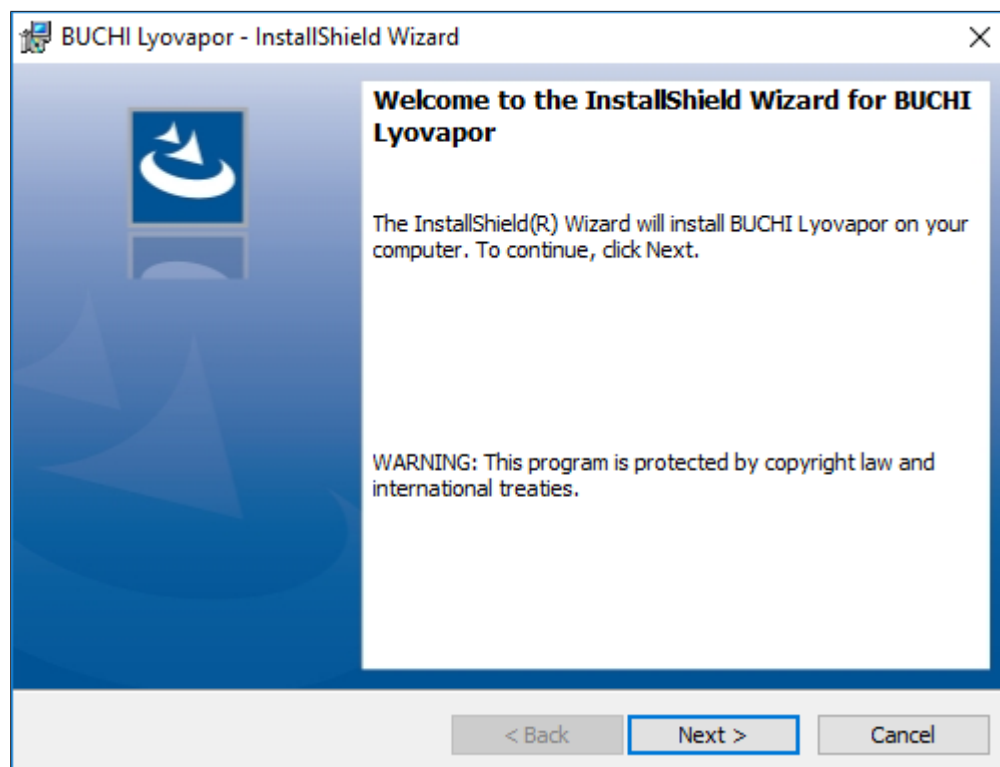 BUCHI Lyovapor - InstallShield Wizard
Welcome to the InstallShield Wizard for BUCHI
Lyovapor
The InstallShield(R) Wizard will install BUCHI Lyovapor on your
computer. To continue, click Next.
WARNING: This program is protected by copyright law and
international treaties.
< Back
Next >
Cancel